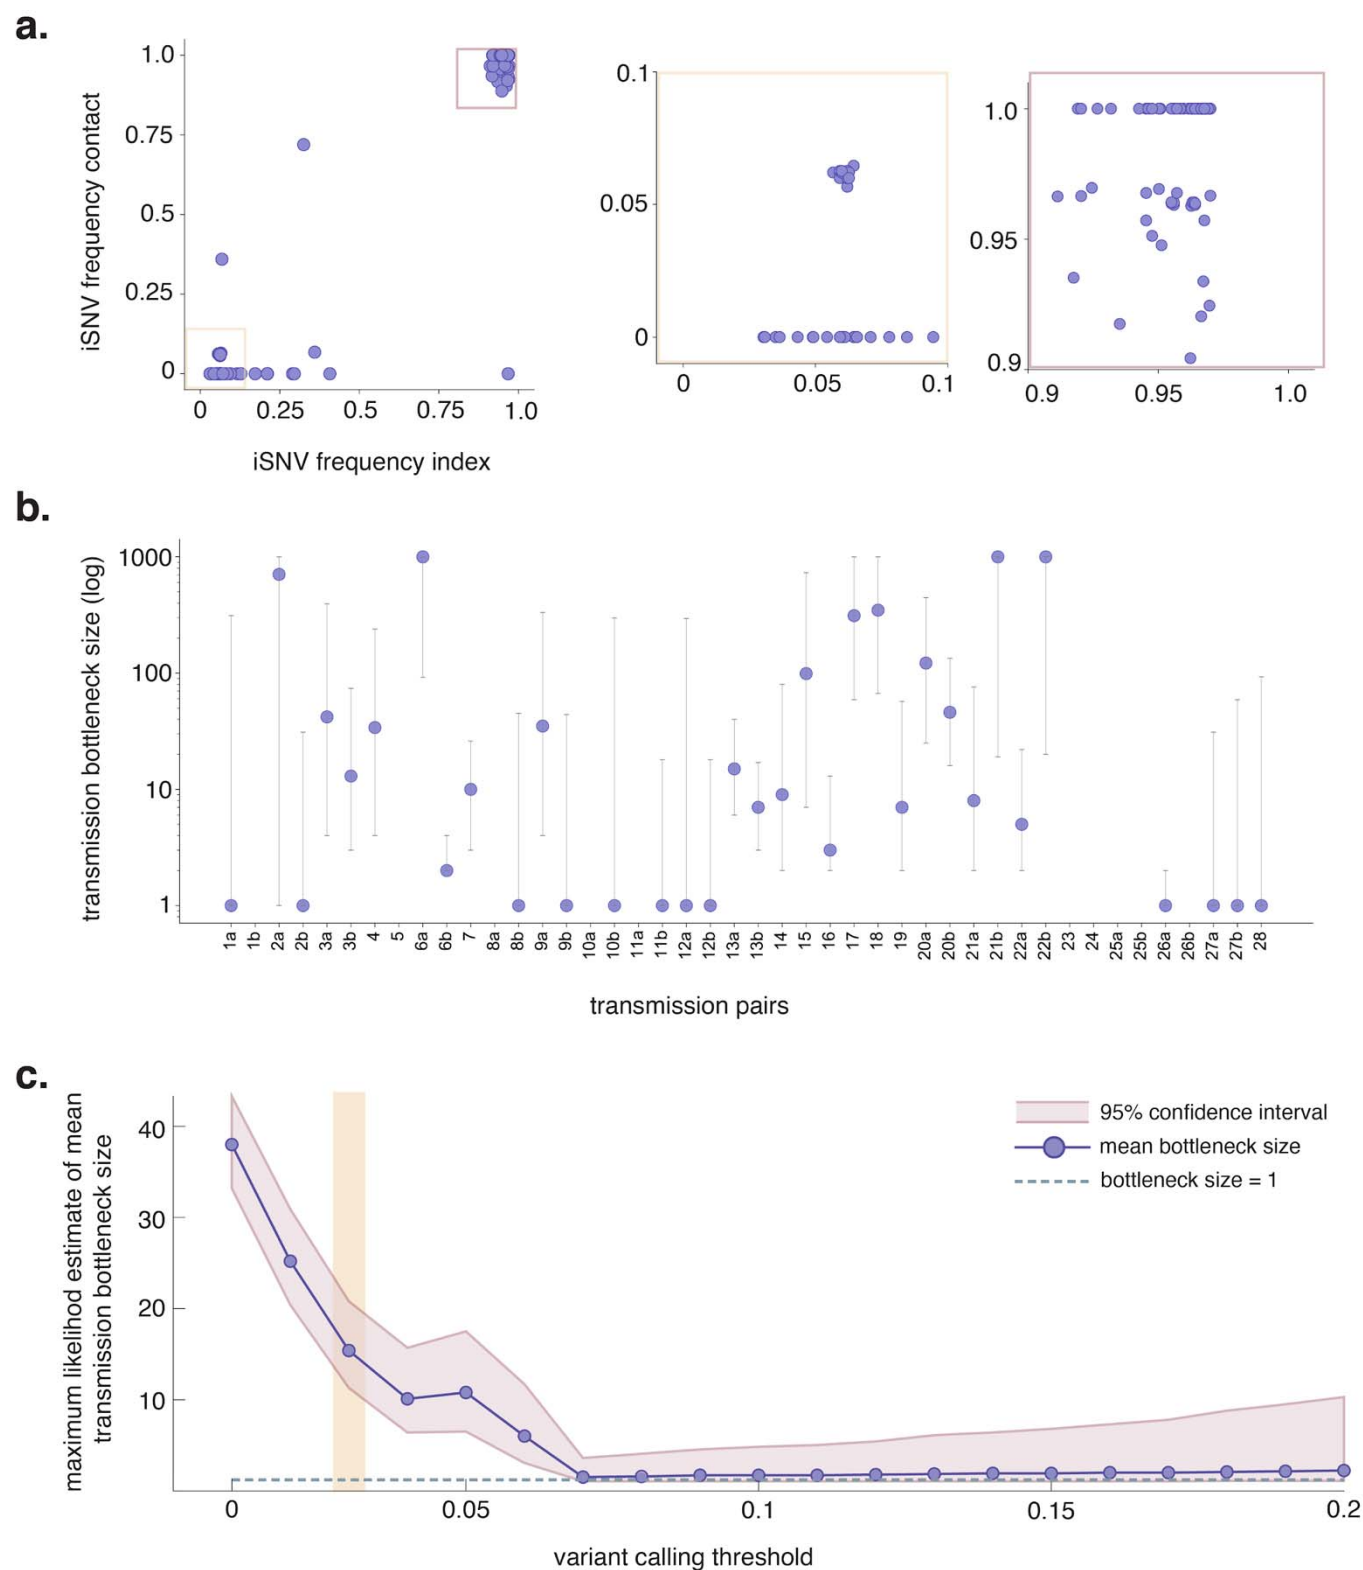 a.
iSNV frequency contact
1.0
0.75
0.5
0.25
0
0 0.25 0.5 0.75 1.0
iSNV frequency index
0.1
0.05
0
0 0.05 0.1
1.0
0.95
0.9
0.9 0.95 1.0
b.
transmission bottleneck size (log)
1000
100
10
1
1a 1b 2a 2b 3a 3b 4 5 6a 6b 7 8a 8b 9a 9b 10a 10b 11a 11b 12a 12b 13a 13b 14 15 16 17 18 19 20a 20b 21a 21b 22a 22b 23 24 25a 25b 26a 26b 27a 27b 28
transmission pairs
c.
maximum likelihod estimate of mean
transmission bottleneck size
40
30
20
10
95% confidence interval
mean bottleneck size
bottleneck size = 1
0 0.05 0.1 0.15 0.2
variant calling threshold